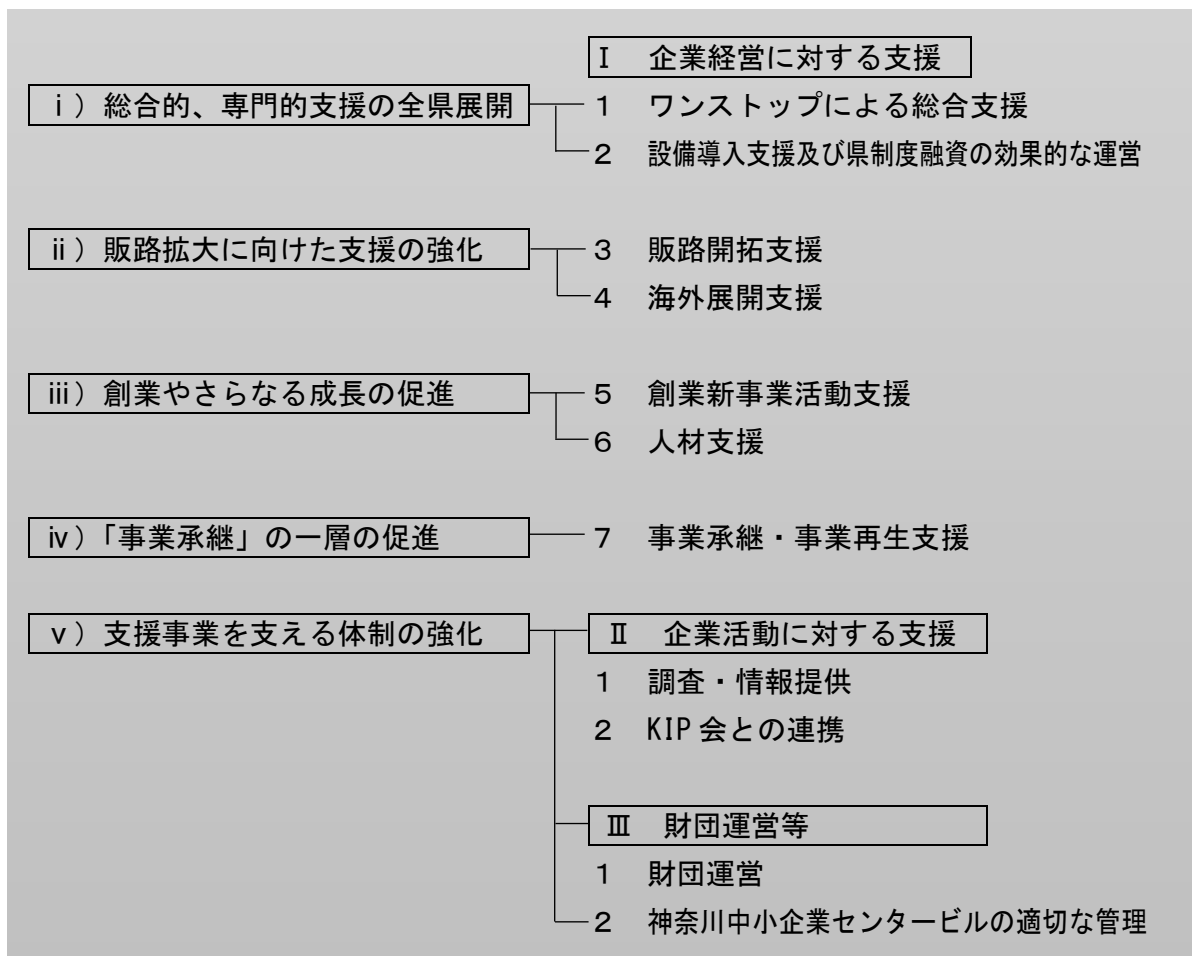 Ⅰ 企業経営に対する支援
ⅰ）総合的、専門的支援の全県展開 １ ワンストップによる総合支援
２ 設備導入支援及び県制度融資の効果的な運営
ⅱ）販路拡大に向けた支援の強化 ３ 販路開拓支援
４ 海外展開支援
ⅲ）創業やさらなる成長の促進 ５ 創業新事業活動支援
６ 人材支援
ⅳ）「事業承継」の一層の促進 ７ 事業承継・事業再生支援
ⅴ）支援事業を支える体制の強化 Ⅱ 企業活動に対する支援
１ 調査・情報提供
２ KIP会との連携
Ⅲ 財団運営等
１ 財団運営
２ 神奈川中小企業センタービルの適切な管理